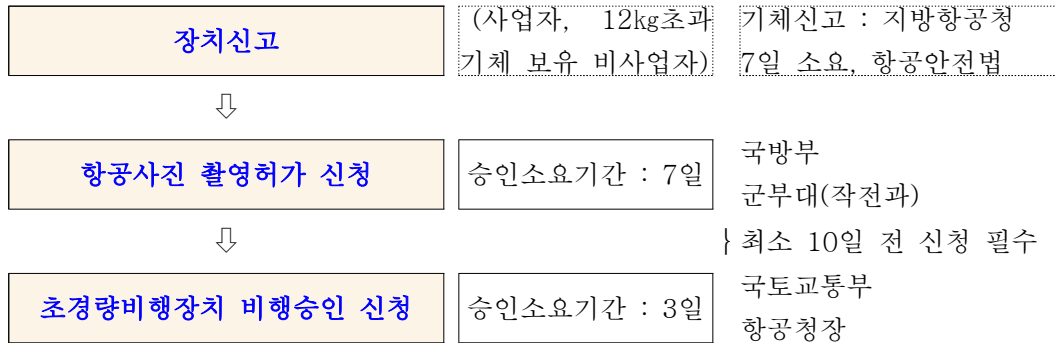 장치신고
(사업자, 12㎏초과
기체 보유 비사업자)
기체신고 : 지방항공청
7일 소요, 항공안전법
⇩
항공사진 촬영허가 신청
승인소요기간 : 7일
국방부
군부대(작전과)
⇩
} 최소 10일 전 신청 필수
초경량비행장치 비행승인 신청
승인소요기간 : 3일
국토교통부
항공청장